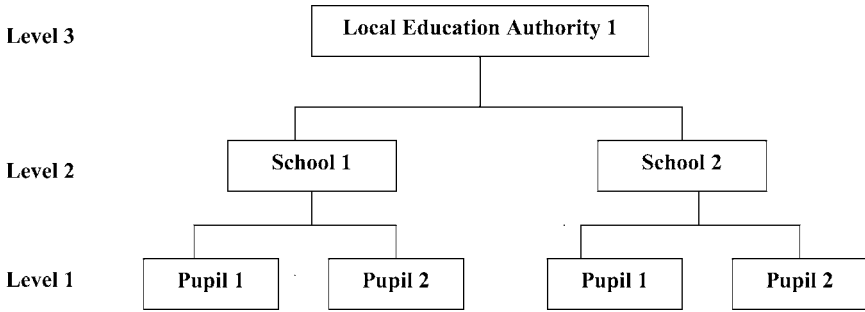 Level 3
Local Education Authority 1
Level 2
School 1
School 2
Level 1
Pupil 1
Pupil 2
Pupil 1
Pupil 2